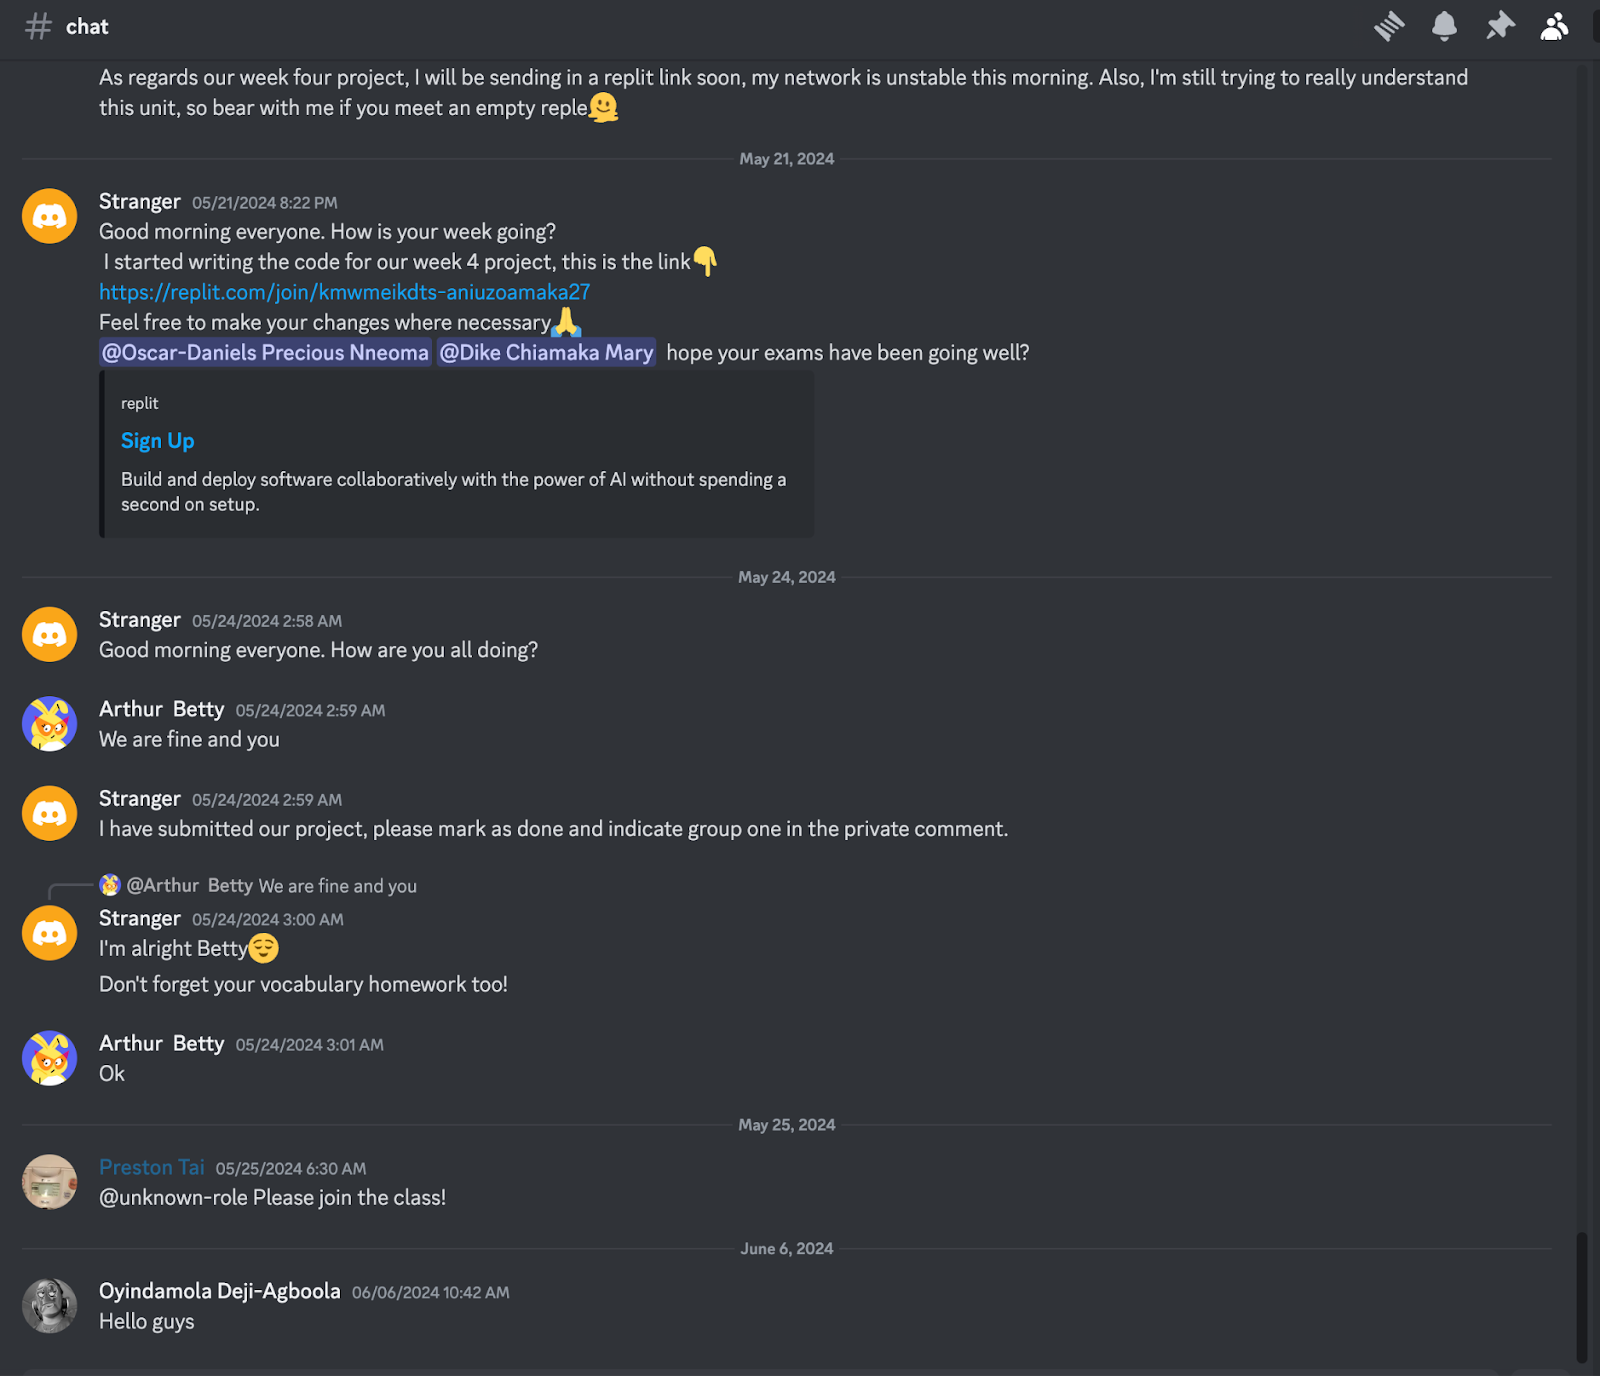 # chat
As regards our week four project, I will be sending in a replit link soon, my network is unstable this morning. Also, I'm still trying to really understand
this unit, so bear with me if you meet an empty reple🫠
May 21, 2024
Stranger 05/21/2024 8:22 PM
Good morning everyone. How is your week going?
I started writing the code for our week 4 project, this is the link👇
https://replit.com/join/kmwmeikdts-aniuzoamaka27
Feel free to make your changes where necessary🙏
@Oscar-Daniels Precious Nneoma @Dike Chiamaka Mary hope your exams have been going well?
replit
Sign Up
Build and deploy software collaboratively with the power of AI without spending a
second on setup.
May 24, 2024
Stranger 05/24/2024 2:58 AM
Good morning everyone. How are you all doing?
Arthur Betty 05/24/2024 2:59 AM
We are fine and you
Stranger 05/24/2024 2:59 AM
I have submitted our project, please mark as done and indicate group one in the private comment.
@Arthur Betty We are fine and you
Stranger 05/24/2024 3:00 AM
I'm alright Betty😌
Don't forget your vocabulary homework too!
Arthur Betty 05/24/2024 3:01 AM
Ok
May 25, 2024
Preston Tai 05/25/2024 6:30 AM
@unknown-role Please join the class!
June 6, 2024
Oyindamola Deji-Agboola 06/06/2024 10:42 AM
Hello guys